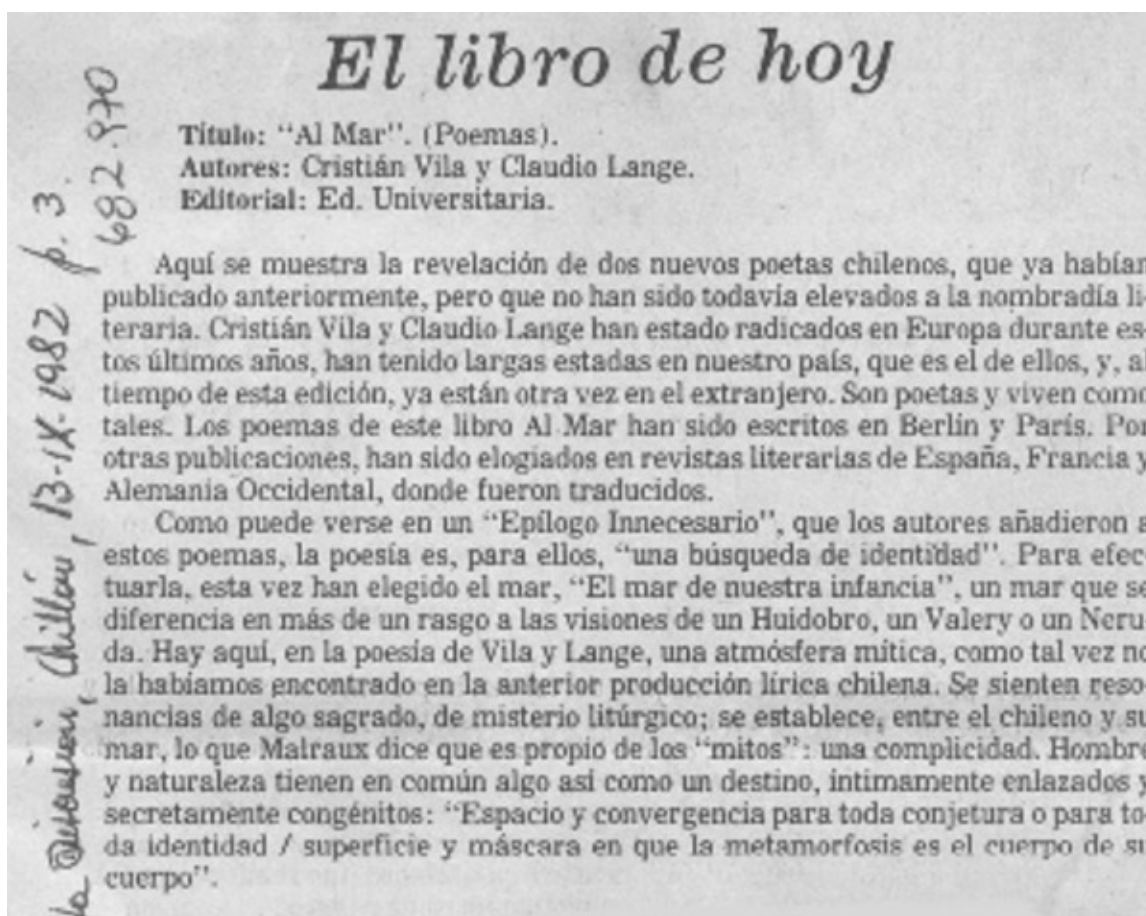 El libro de hoy
Título: "Al Mar". (Poemas).
Autores: Cristián Vila y Claudio Lange.
Editorial: Ed. Universitaria.
Aquí se muestra la revelación de dos nuevos poetas chilenos, que ya habían
publicado anteriormente, pero que no han sido todavía elevados a la nombradía li-
teraria. Cristián Vila y Claudio Lange han estado radicados en Europa durante es-
tos últimos años, han tenido largas estadas en nuestro país, que es el de ellos, y, al
tiempo de esta edición, ya están otra vez en el extranjero. Son poetas y viven como
tales. Los poemas de este libro Al Mar han sido escritos en Berlín y París. Por
otras publicaciones, han sido elogiados en revistas literarias de España, Francia y
Alemania Occidental, donde fueron traducidos.
Como puede verse en un "Epílogo Innecesario", que los autores añadieron a
estos poemas, la poesía es, para ellos, "una búsqueda de identidad". Para efec-
tuarla, esta vez han elegido el mar, "El mar de nuestra infancia", un mar que se
diferencia en más de un rasgo a las visiones de un Huidobro, un Valery o un Neru-
da. Hay aquí, en la poesía de Vila y Lange, una atmósfera mítica, como tal vez no
la habíamos encontrado en la anterior producción lírica chilena. Se sienten reso-
nancias de algo sagrado, de misterio litúrgico; se establece, entre el chileno y su
mar, lo que Malraux dice que es propio de los "mitos": una complicidad. Hombre
y naturaleza tienen en común algo así como un destino, íntimamente enlazados y
secretamente congénitos: "Espacio y convergencia para toda conjetura o para to-
da identidad / superficie y máscara en que la metamorfosis es el cuerpo de su
cuerpo".
la Discusión, Chillán, 13-IX-1982 p. 3.
682.870